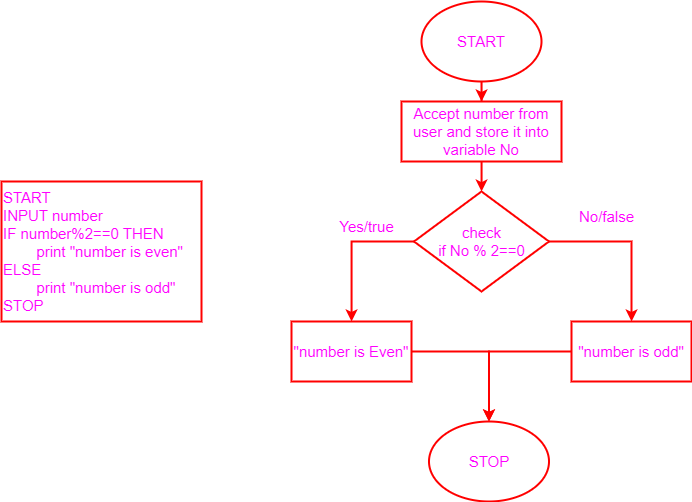 START
INPUT number
IF number%2==0 THEN
print "number is even"
ELSE
print "number is odd"
STOP
START
Accept number from
user and store it into
variable No
check
if No % 2==0
Yes/true
No/false
"number is Even"
"number is odd"
STOP